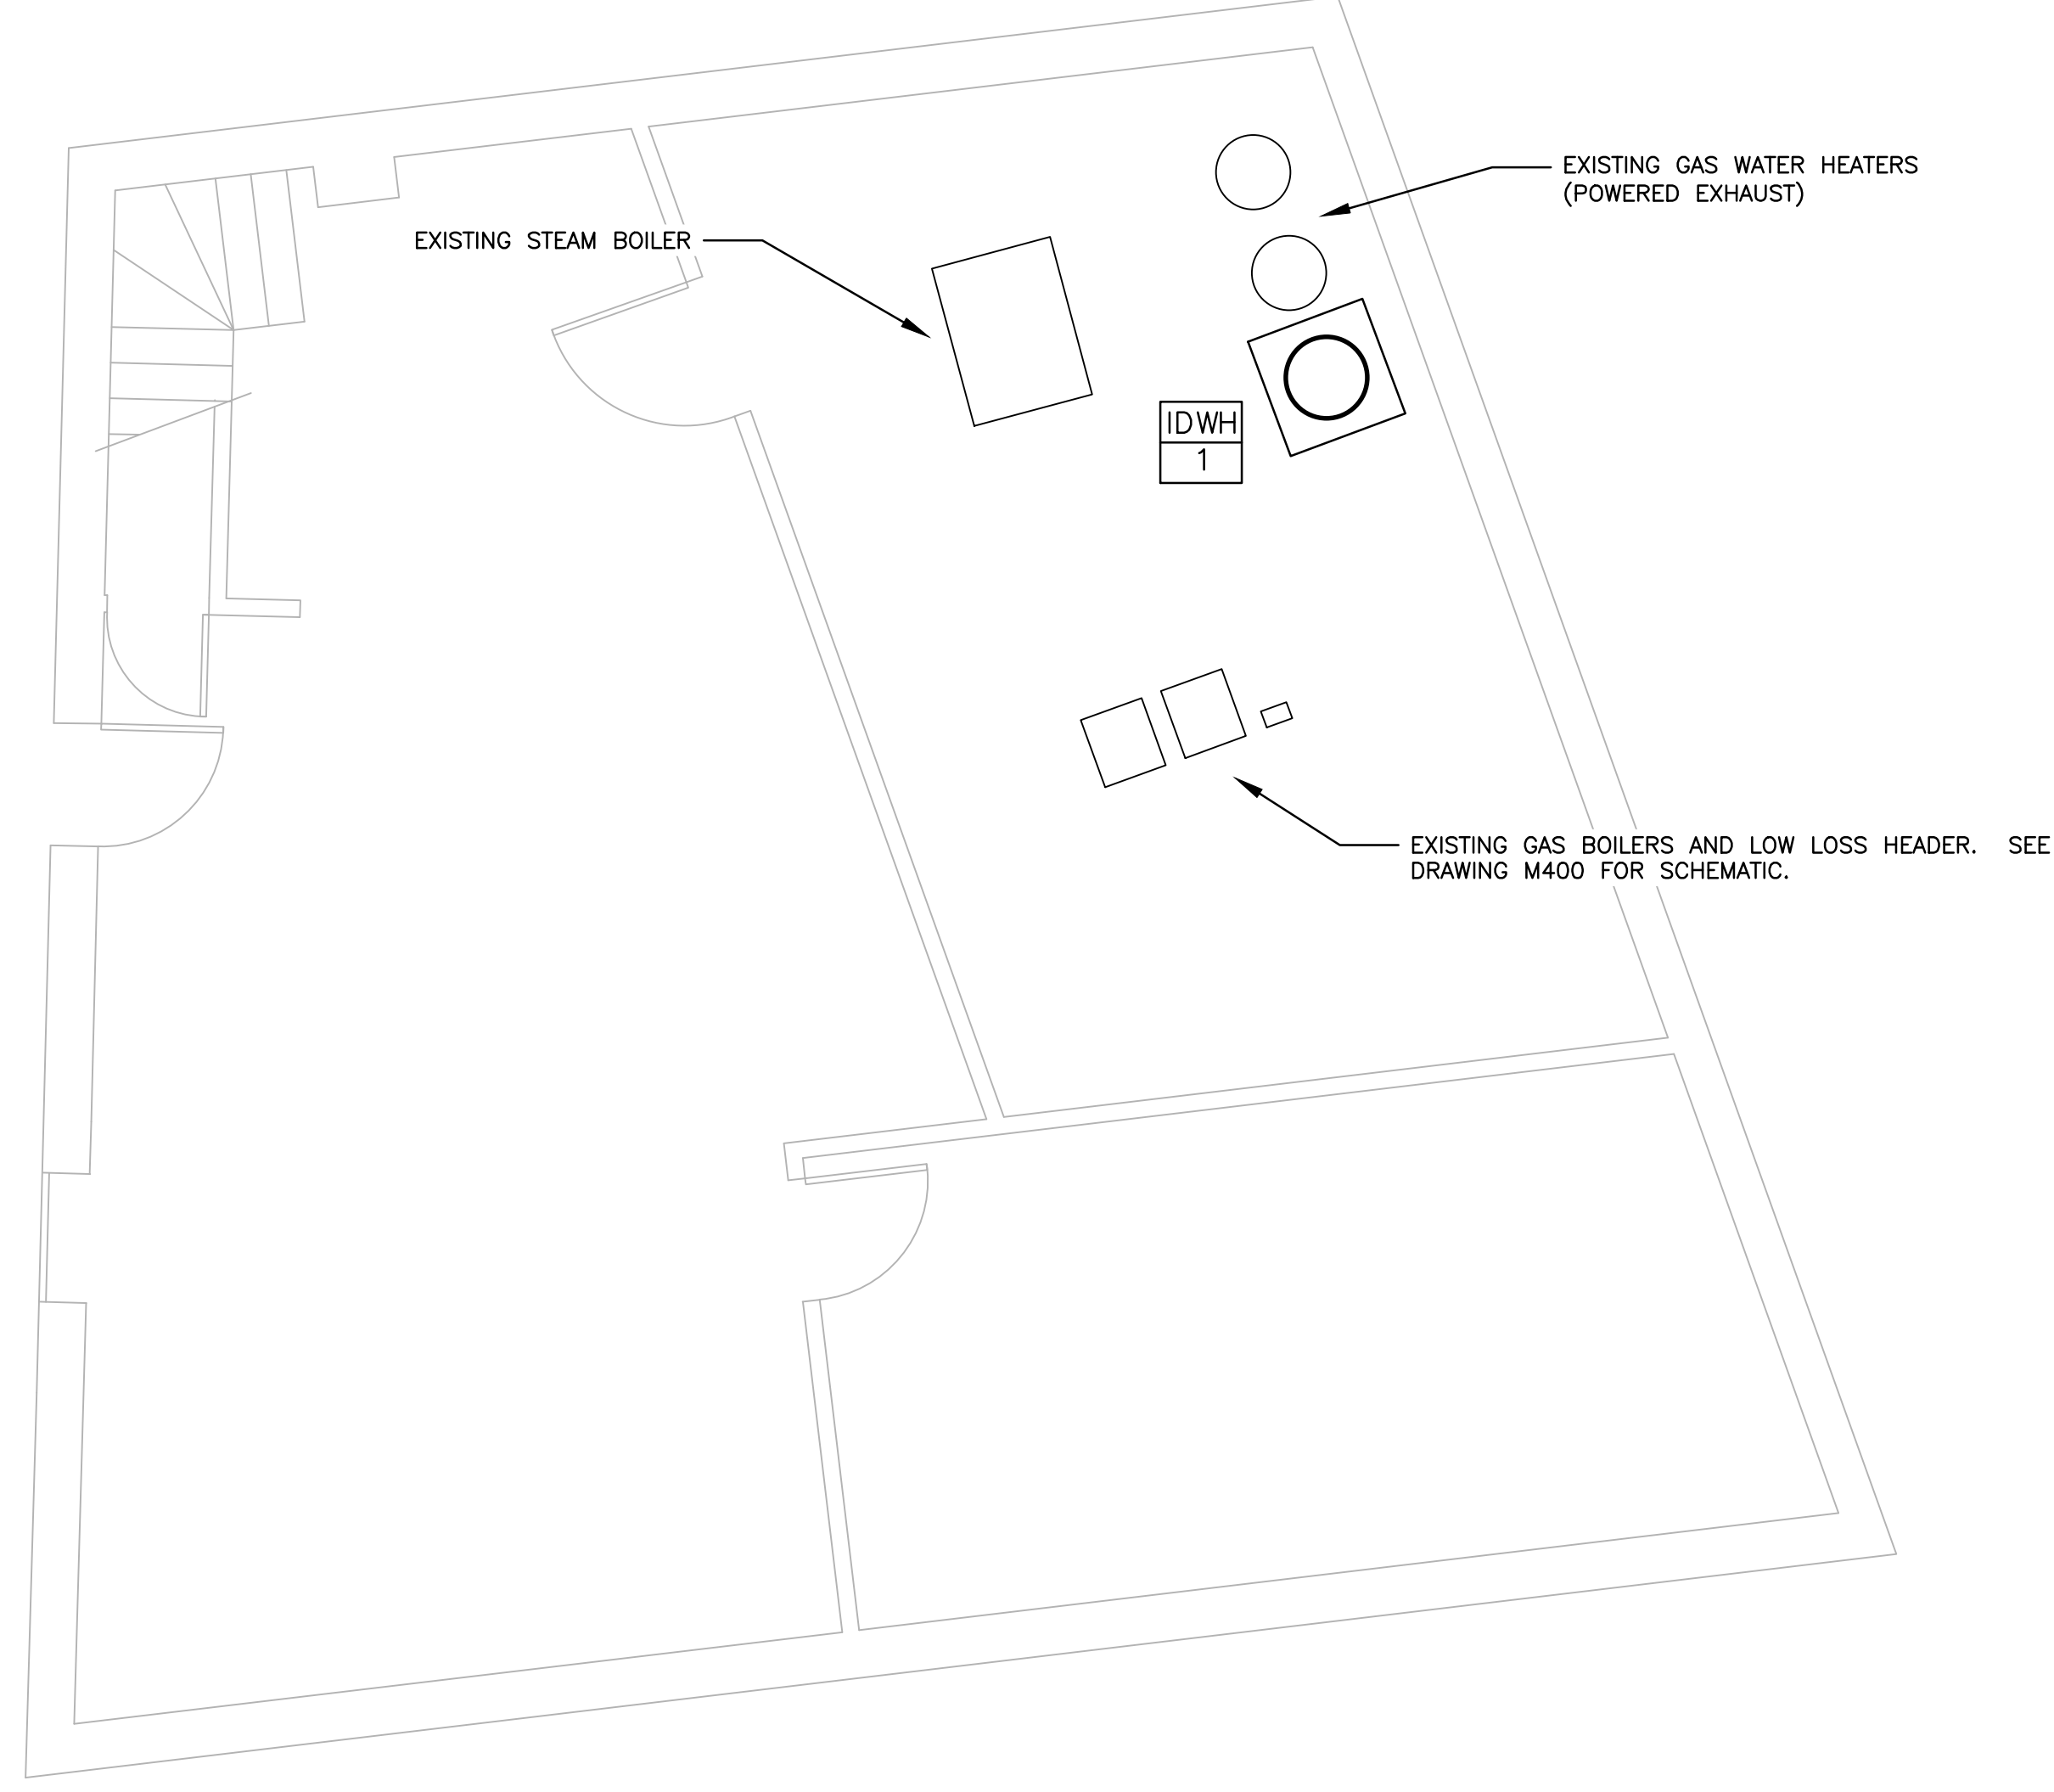 EXISTING GAS WATER HEATERS
(POWERED EXHAUST)
EXISTING STEAM BOILER
IDWH
1
EXISTING GAS BOILERS AND LOW LOSS HEADER. SEE
DRAWING M400 FOR SCHEMATIC.